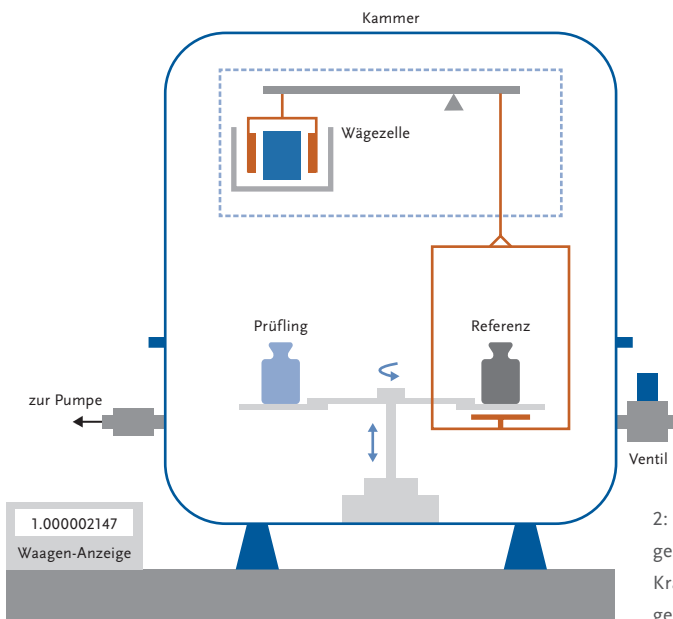 Kammer
Wägezelle
Prüfling
Referenz
zur Pumpe
Ventil
1.000002147
Waagen-Anzeige
2:
ge
Kr
ge